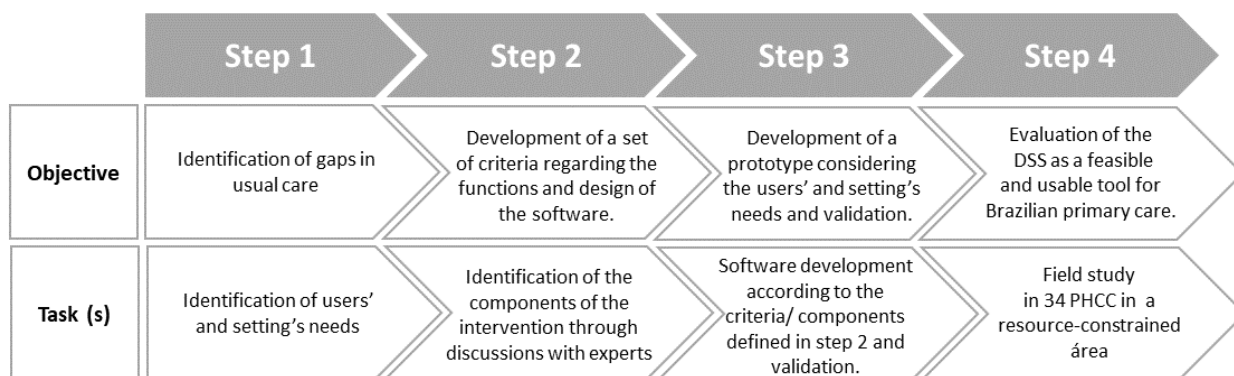 Step 1
Step 2
Step 3
Step 4
Objective
Identification of gaps in
usual care
Development of a set
of criteria regarding the
functions and design of
the software.
Development of a
prototype considering
the users’ and setting’s
needs and validation.
Evaluation of the
DSS as a feasible
and usable tool for
Brazilian primary care.
Task (s)
Identification of users’
and setting’s needs
Identification of the
components of the
intervention through
discussions with experts
Software development
according to the
criteria/ components
defined in step 2 and
validation.
Field study
in 34 PHCC in a
resource-constrained
área